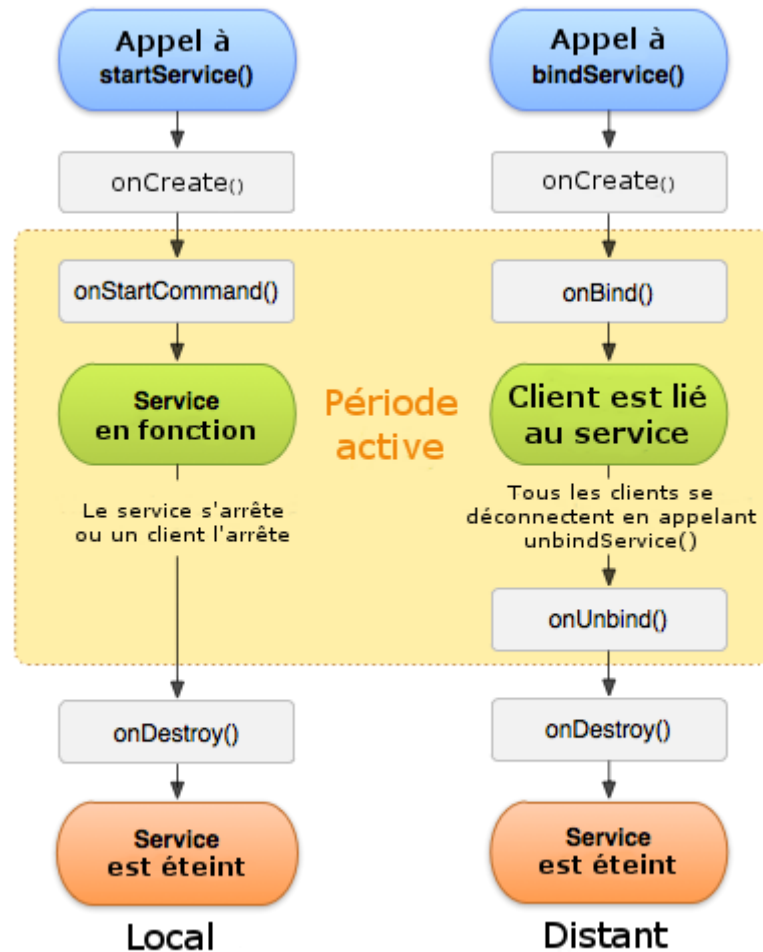 Appel à
startService()
onCreate()
onStartCommand()
Service
en fonction
Le service s'arrête
ou un client l'arrête
onDestroy()
Service
est éteint
Local
Période
active
Appel à
bindService()
onCreate()
onBind()
Client est lié
au service
Tous les clients se
déconnectent en appelant
unbindService()
onUnbind()
onDestroy()
Service
est éteint
Distant